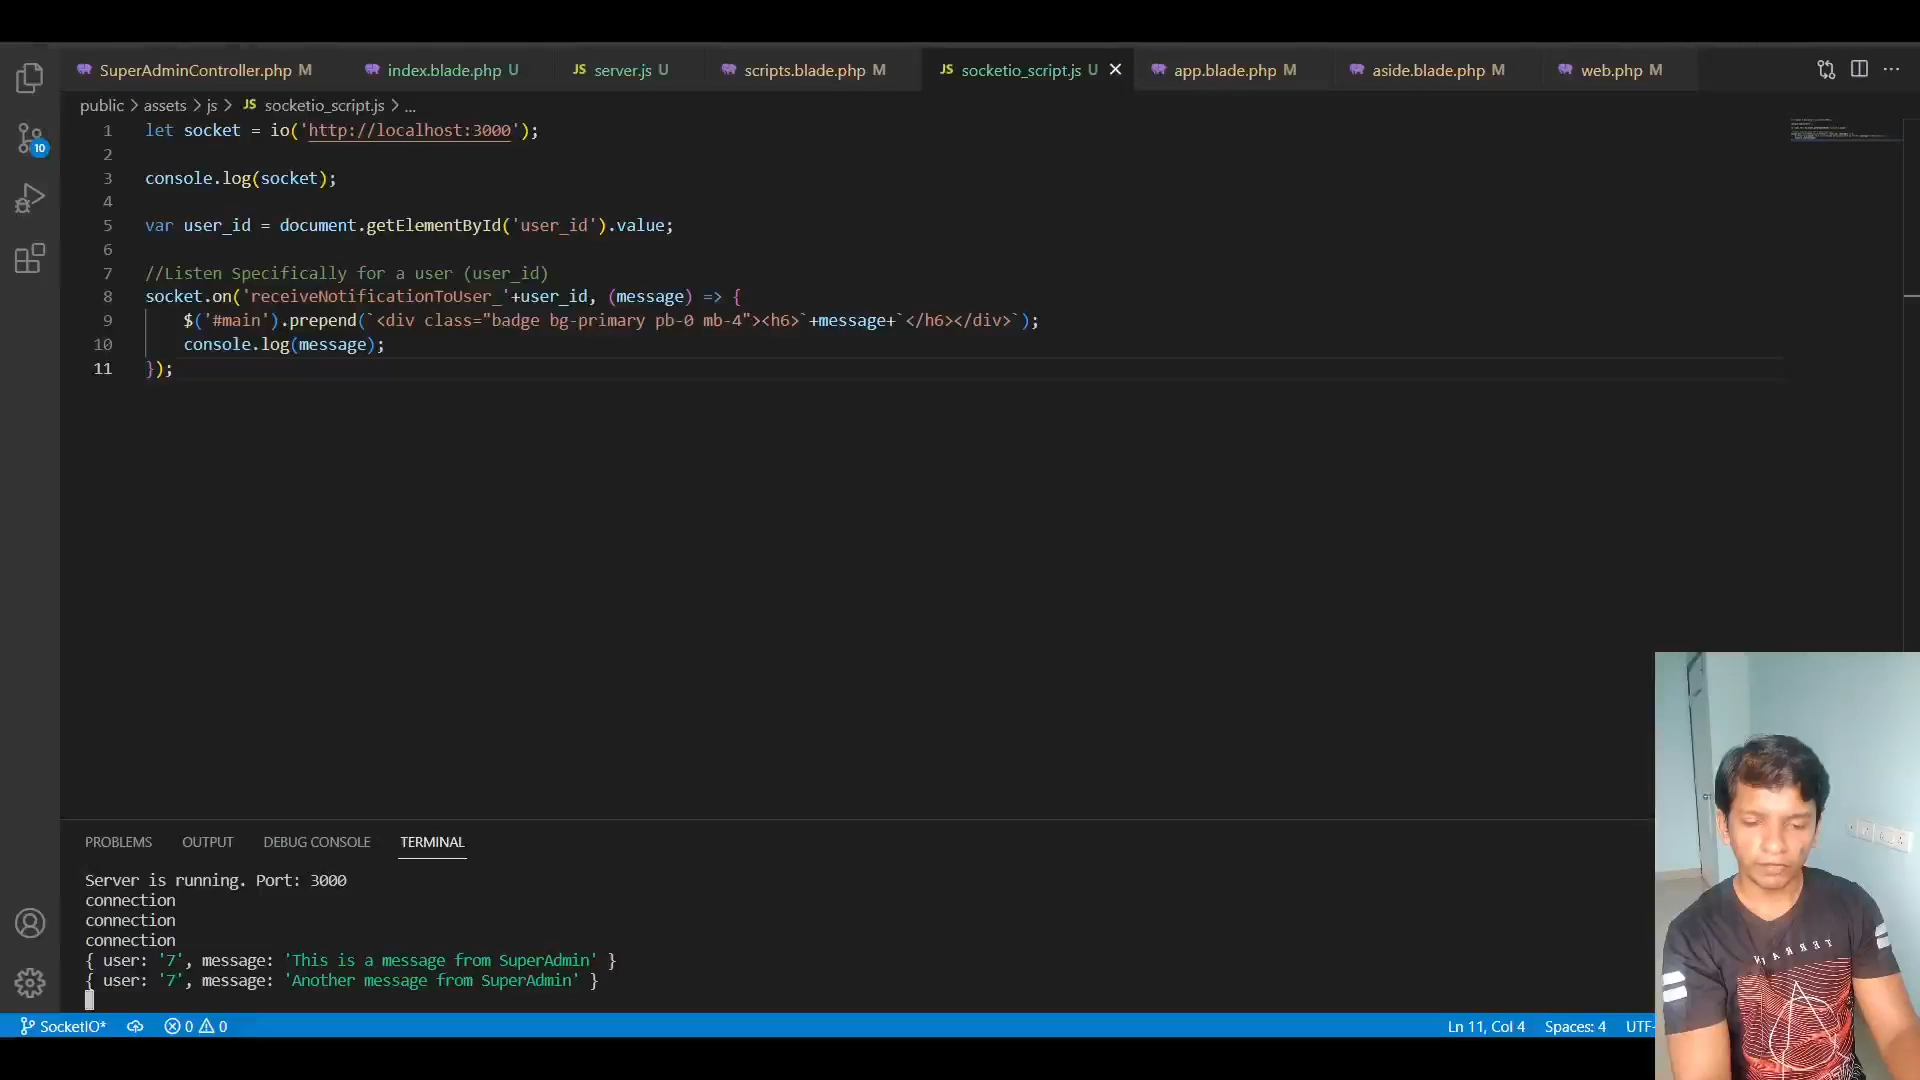 SuperAdminController.php M index.blade.php U JS server.js U scripts.blade.php M JS socketio_script.js U app.blade.php M aside.blade.php M web.php M
public > assets > js > JS socketio_script.js > ...
1 let socket = io('http://localhost:3000');
2
3 console.log(socket);
4
5 var user_id = document.getElementById('user_id').value;
6
7 //Listen Specifically for a user (user_id)
8 socket.on('receiveNotificationToUser_'+user_id, (message) => {
9 $('#main').prepend(`<div class="badge bg-primary pb-0 mb-4"><h6>`+message+`</h6></div>`);
10 console.log(message);
11 });
10
PROBLEMS OUTPUT DEBUG CONSOLE TERMINAL
Server is running. Port: 3000
connection
connection
connection
{ user: '7', message: 'This is a message from SuperAdmin' }
{ user: '7', message: 'Another message from SuperAdmin' }
SocketIO* 0 0 Ln 11, Col 4 Spaces: 4 UTF-